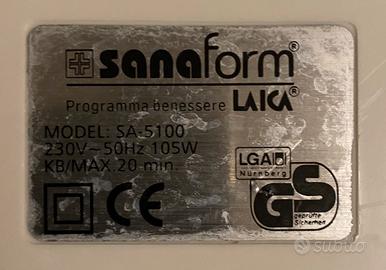 sanaform®
Programma benessere LAICA®
MODEL: SA-5100
230V~50Hz 105W
KB/MAX.20 min.
LGA
Nürnberg
CE
GS
geprüfte
Sicherheit
subito